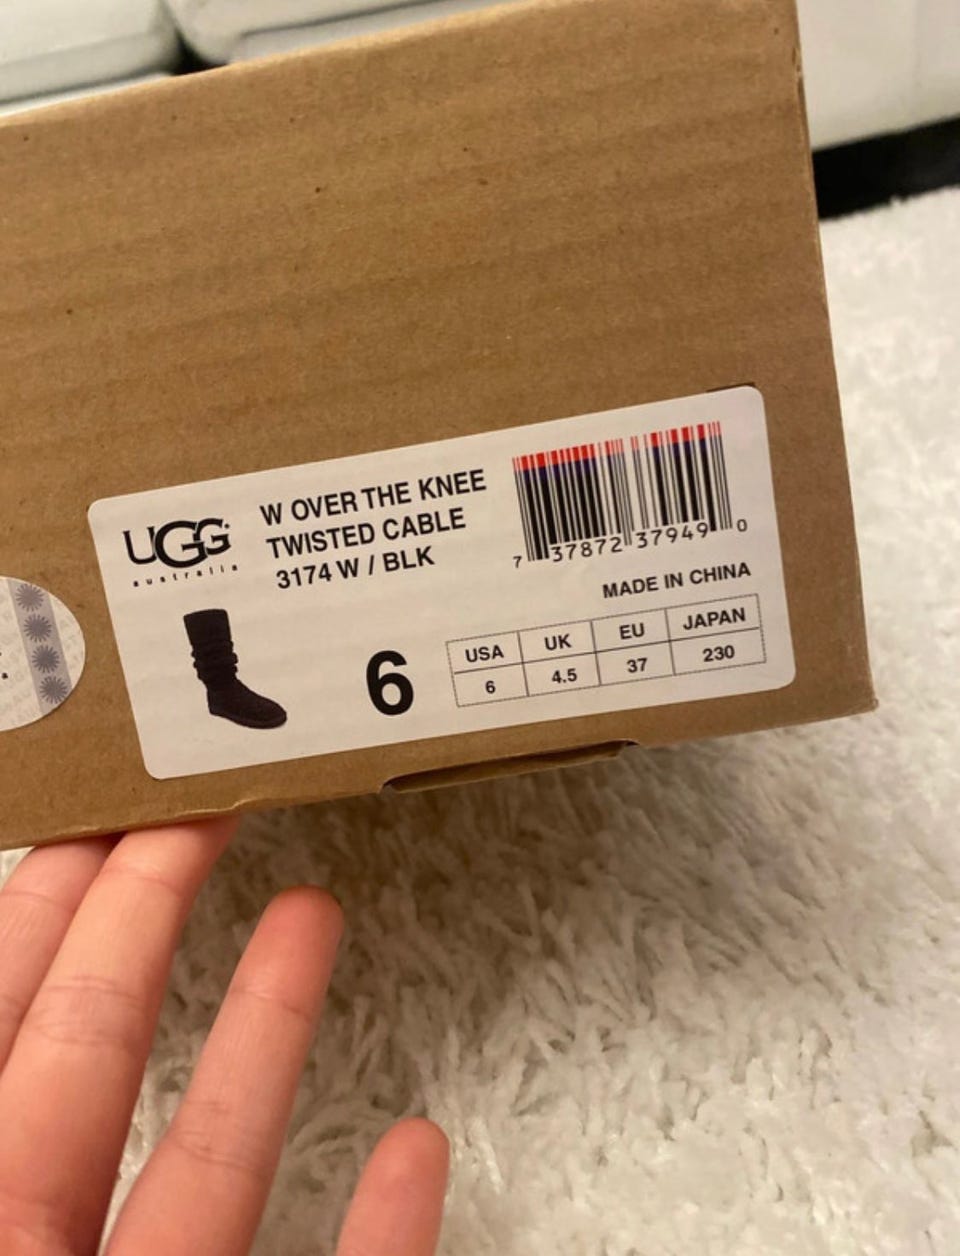 UGG
australia
W OVER THE KNEE
TWISTED CABLE
3174 W / BLK
7 37872 37949 0
MADE IN CHINA
6
USA UK EU JAPAN
6 4.5 37 230